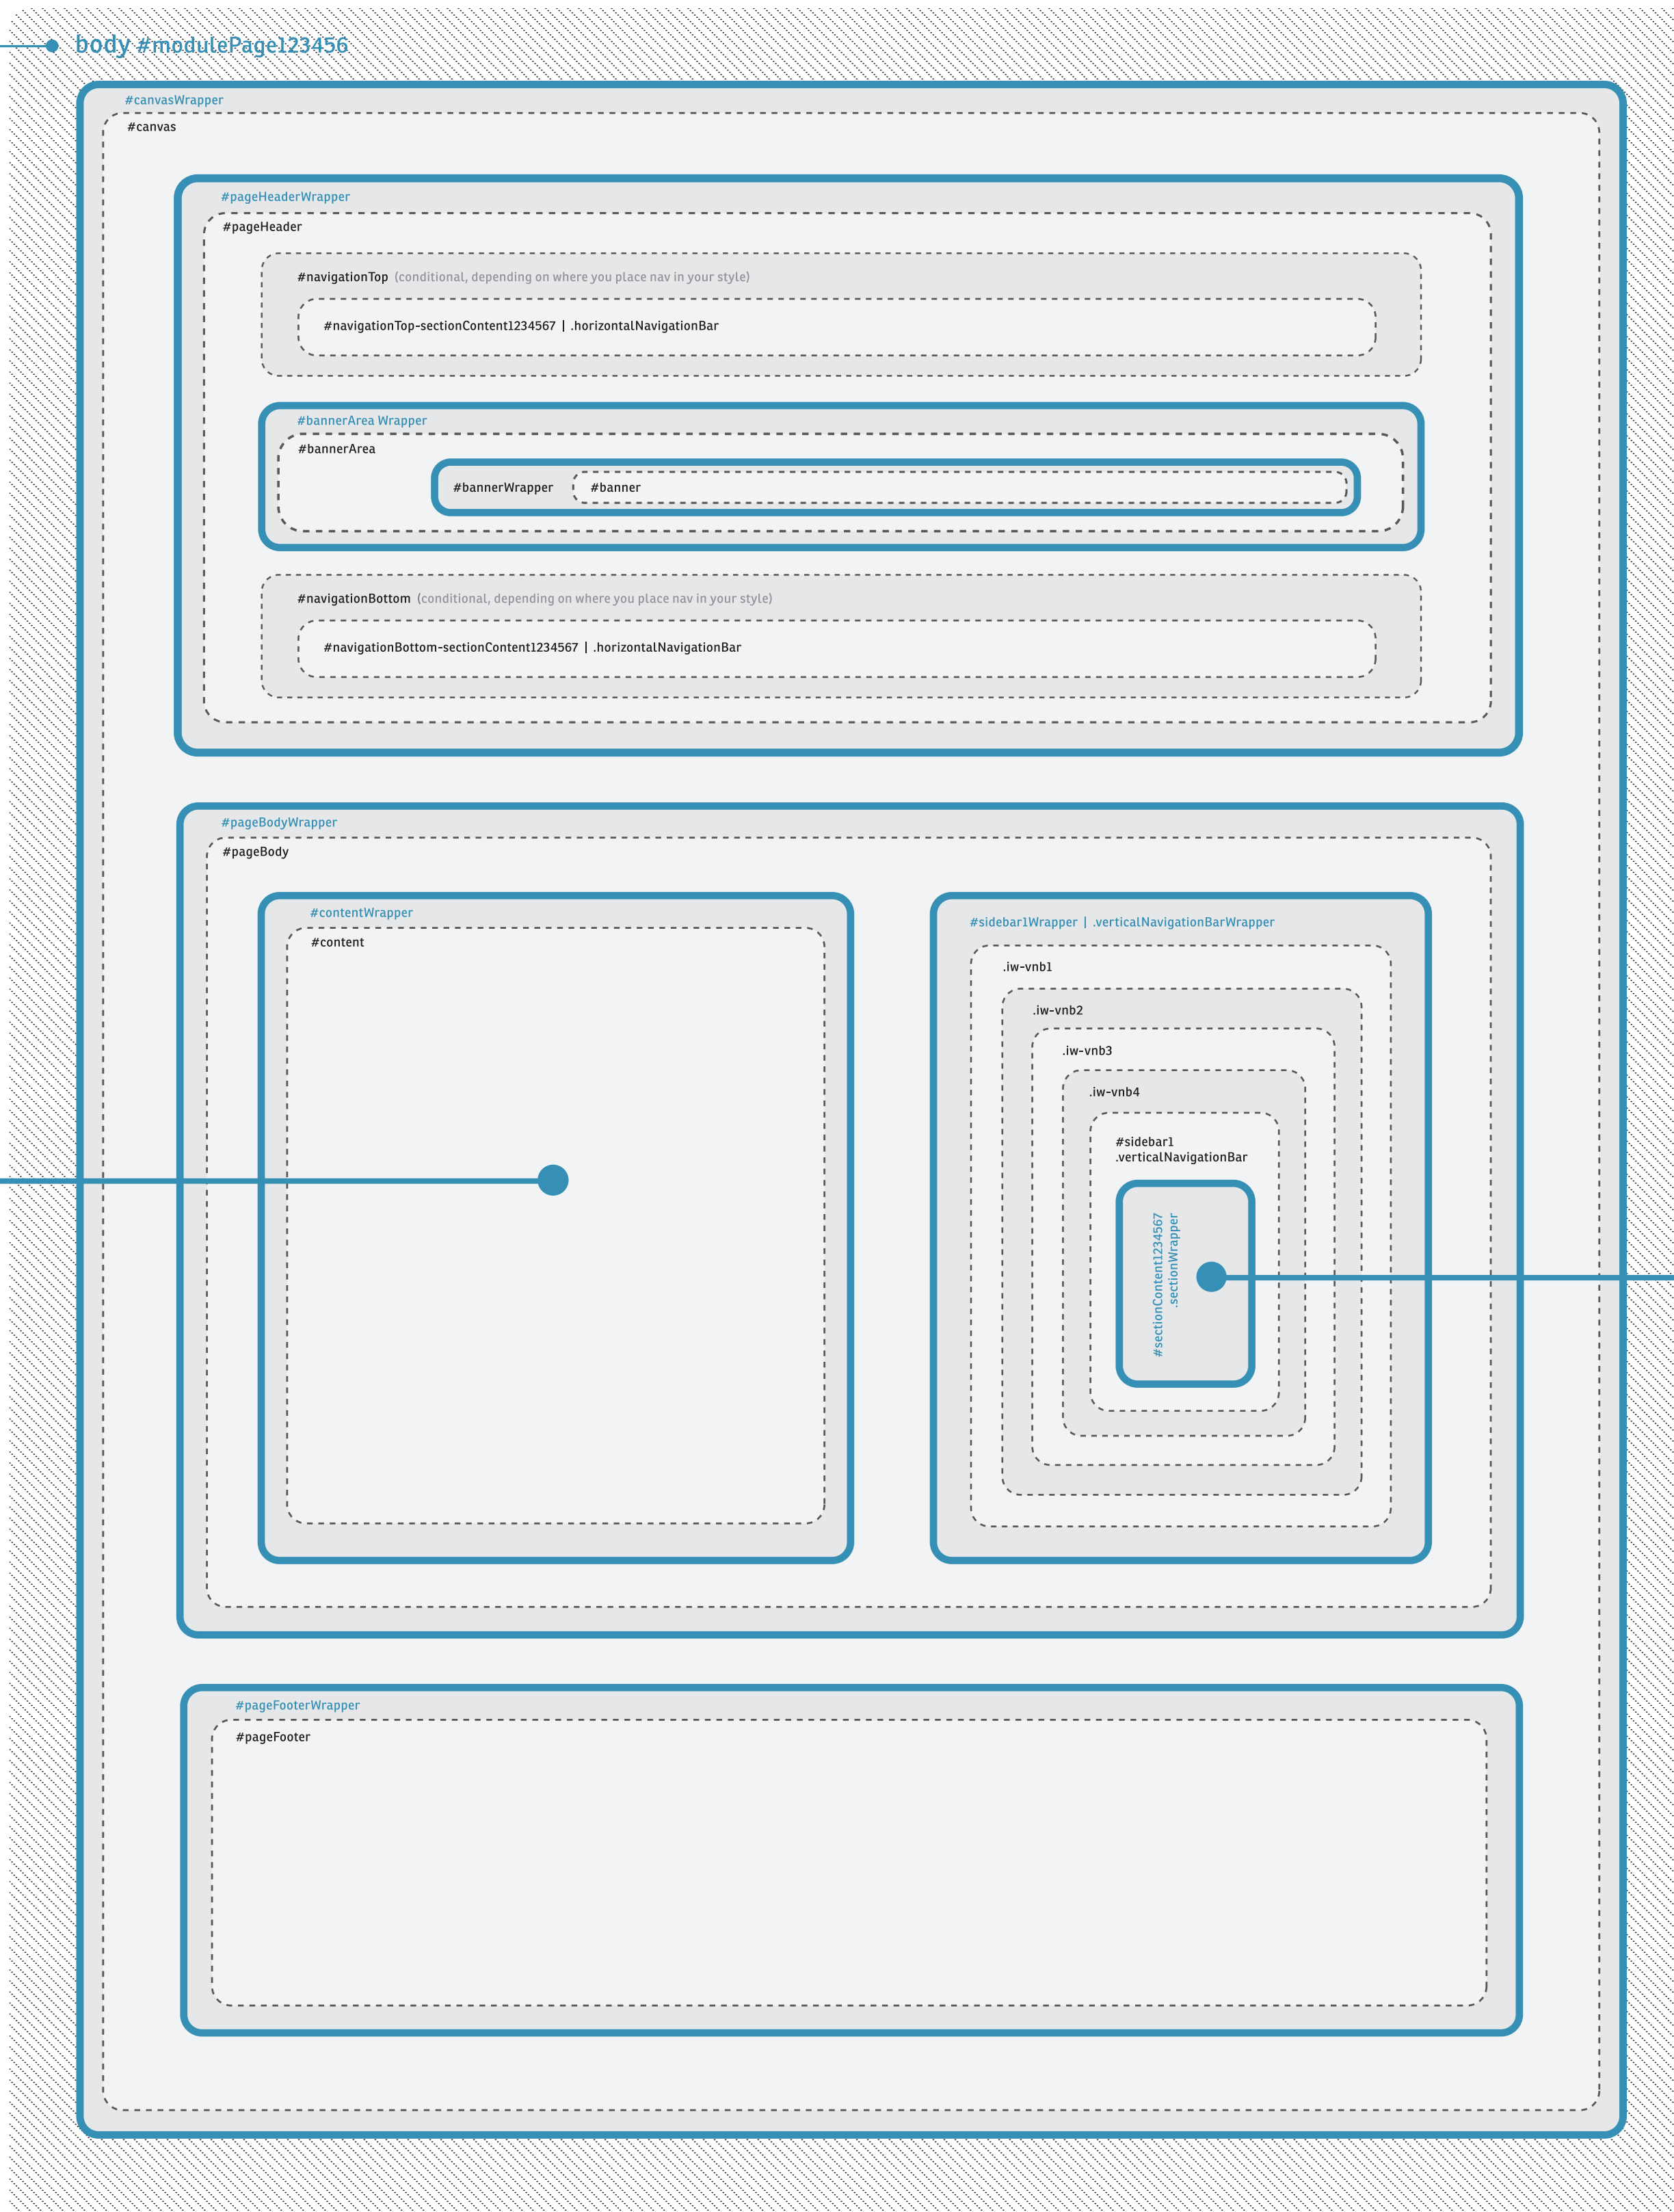 body #modulePage123456
#canvasWrapper
#canvas
#pageHeaderWrapper
#pageHeader
#navigationTop (conditional, depending on where you place nav in your style)
#navigationTop-sectionContent1234567 | .horizontalNavigationBar
#bannerArea Wrapper
#bannerArea
#bannerWrapper
#banner
#navigationBottom (conditional, depending on where you place nav in your style)
#navigationBottom-sectionContent1234567 | .horizontalNavigationBar
#pageBodyWrapper
#pageBody
#contentWrapper
#content
#sidebar1Wrapper | .verticalNavigationBarWrapper
.iw-vnb1
.iw-vnb2
.iw-vnb3
.iw-vnb4
#sidebar1
.verticalNavigationBar
#sectionContent1234567
.sectionWrapper
#pageFooterWrapper
#pageFooter